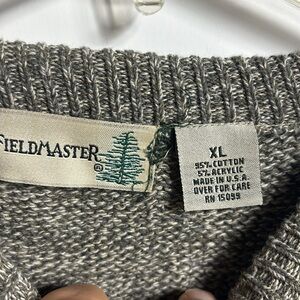 FIELDMASTER ®
XL
95% COTTON
5% ACRYLIC
MADE IN U.S.A.
OVER FOR CARE
RN 15099